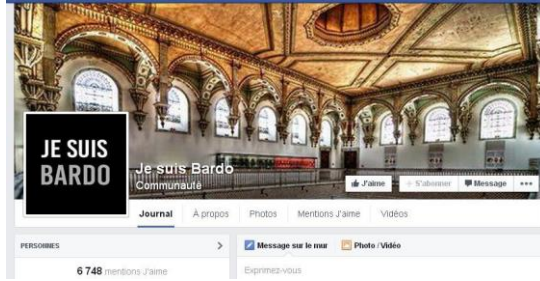 JE SUIS
BARDO
Je suis Bardo
Communauté
J'aime
S'abonner
Message
Journal
À propos
Photos
Mentions J'aime
Vidéos
PERSONNES
6 748 mentions J'aime
Message sur le mur
Photo / Vidéo
Exprimez-vous